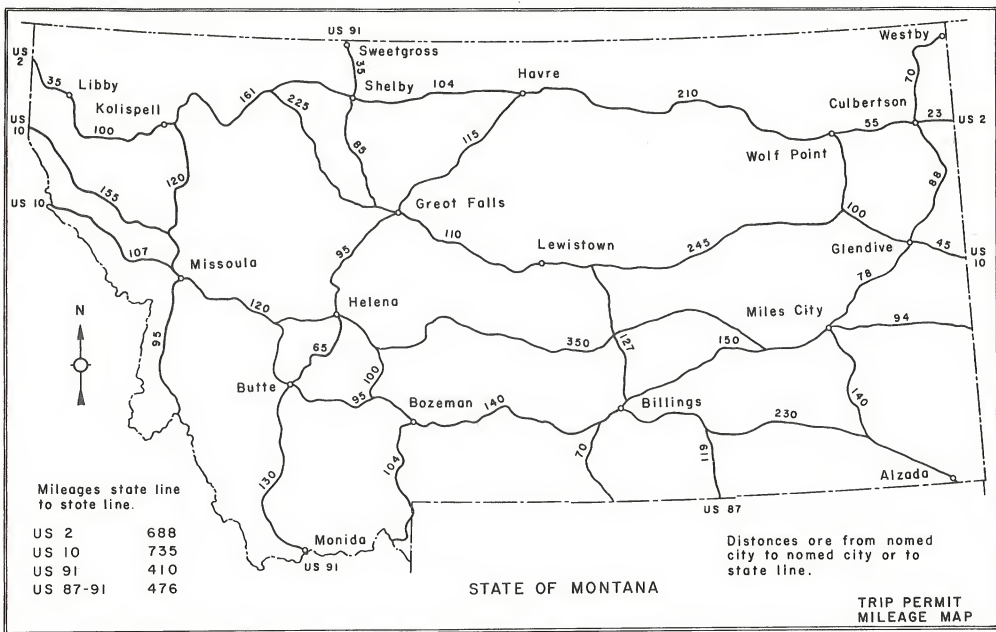 US 91
Sweetgross
Westby
US
2
35
Libby
35
Shelby
104
Havre
70
Kolispell
161
225
210
Culbertson
23
US 2
US
10
100
115
55
Wolf Point
85
120
88
155
US 10
Greot Falls
100
110
Lewistown
245
Glendive
45
US
10
107
95
Missoula
78
Helena
Miles City
N
120
94
95
65
350
127
150
100
140
Butte
95
Bozeman
140
Billings
230
70
119
104
130
Alzada
Mileages state line
to stote line.
US 87
US 2 688
US 10 735
US 91 410
US 87-91 476
Monida
US 91
Distonces ore from nomed
city to nomed city or to
state line.
STATE OF MONTANA
TRIP PERMIT
MILEAGE MAP